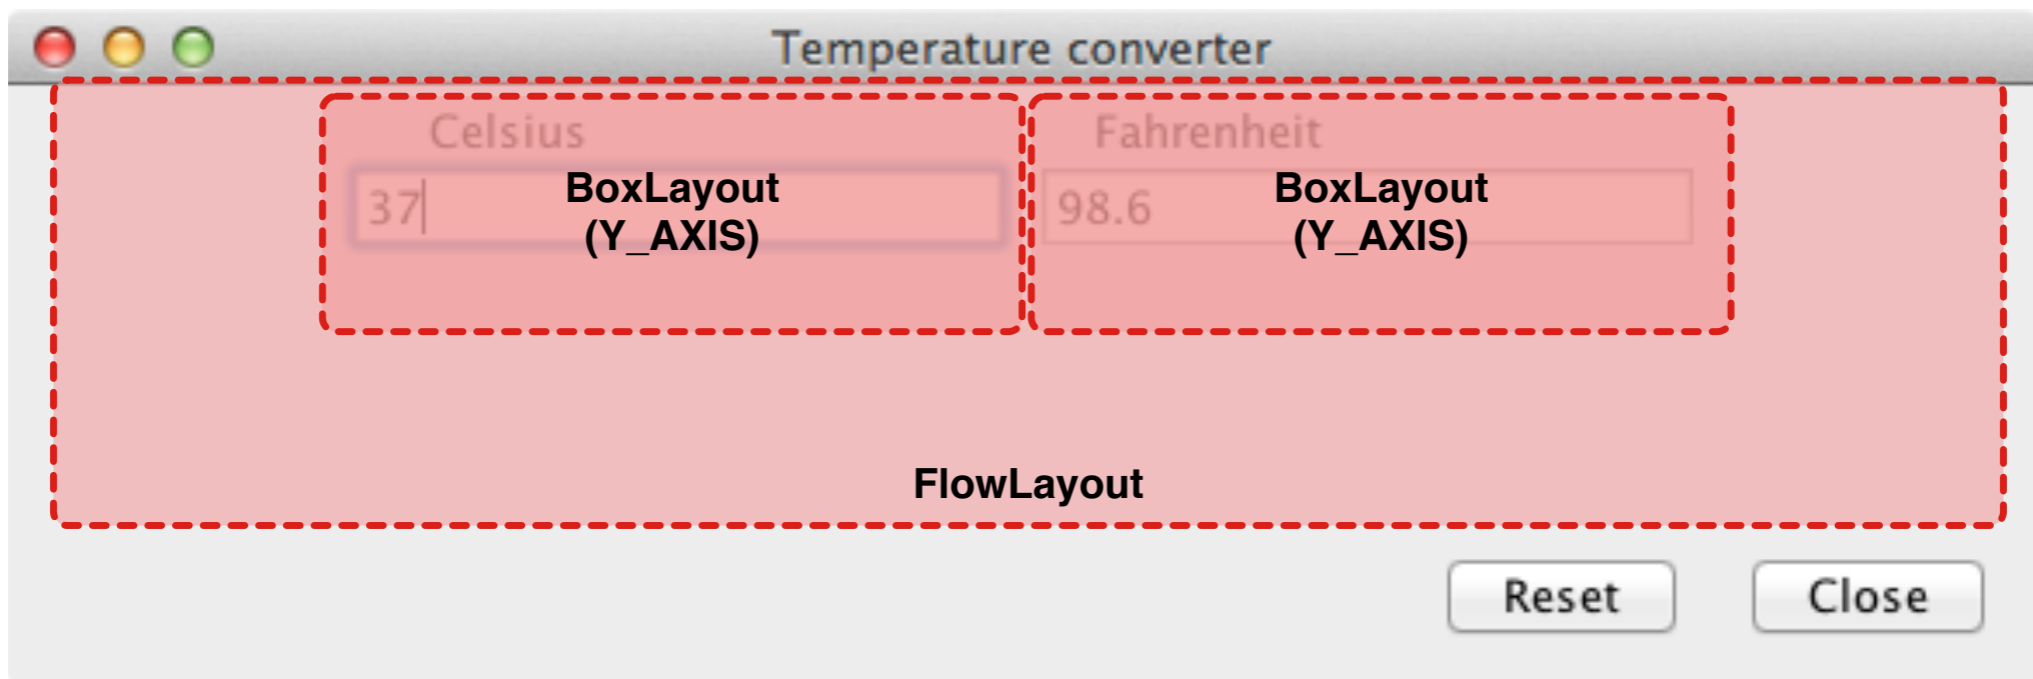 Temperature converter
Celsius
Fahrenheit
37
98.6
BoxLayout
(Y_AXIS)
BoxLayout
(Y_AXIS)
FlowLayout
Reset
Close